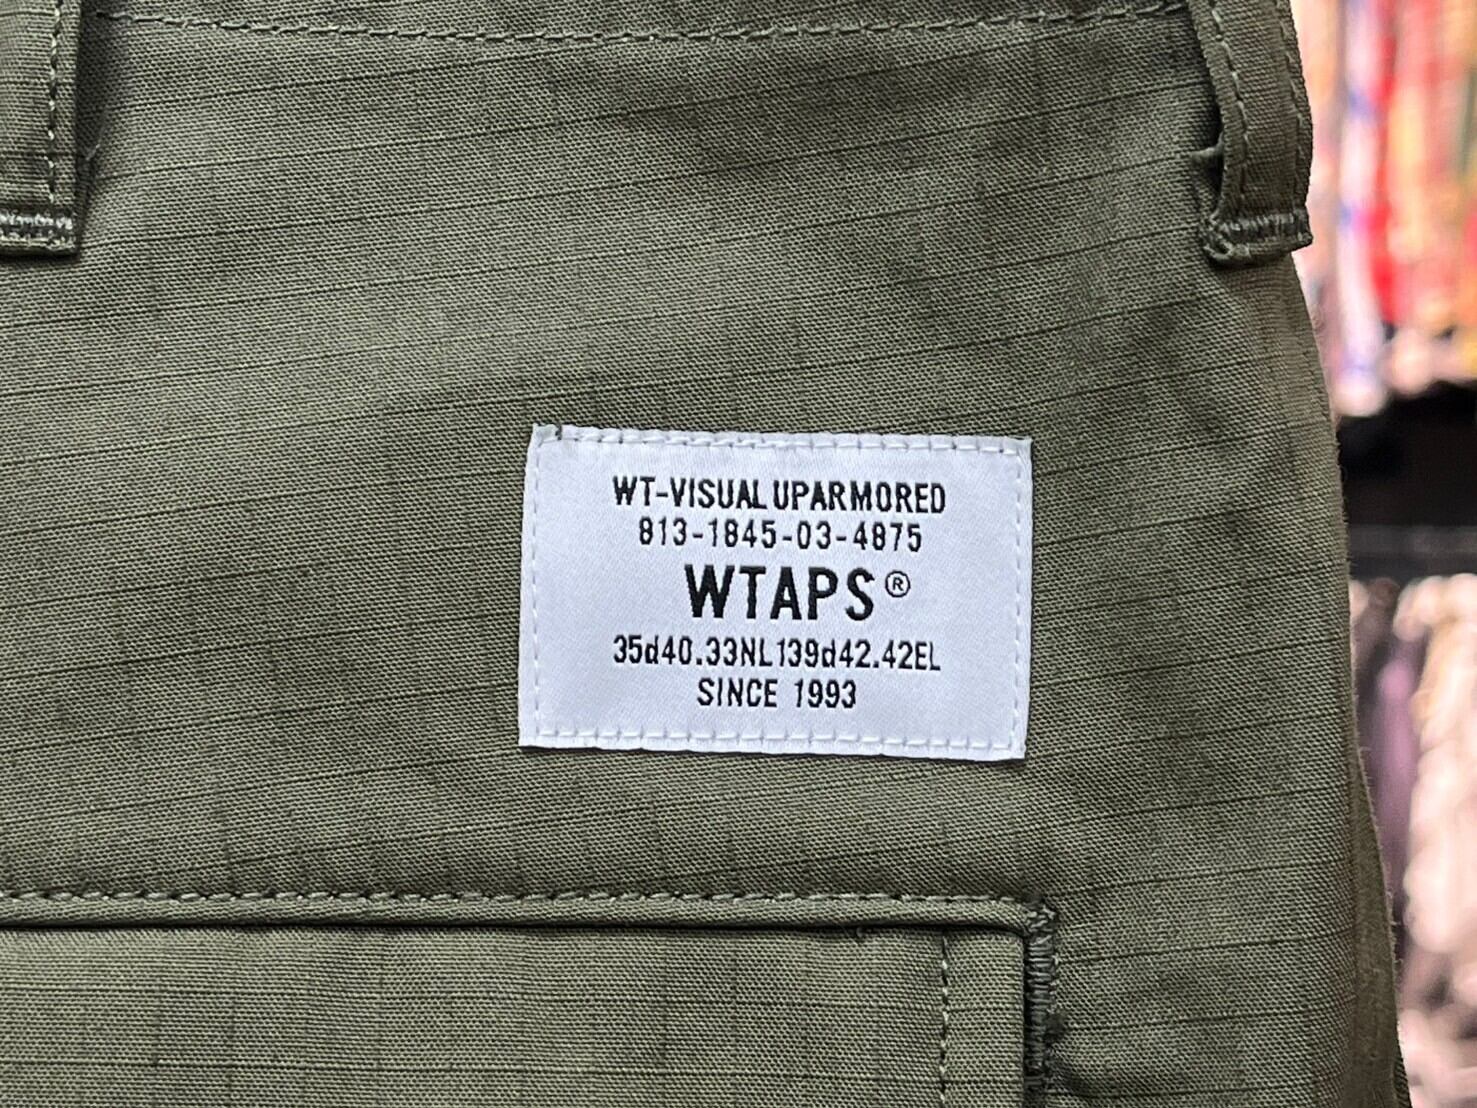 WT-VISUAL UPARMORED
813-1845-03-4875
WTAPS®
35d40.33NL139d42.42EL
SINCE 1993